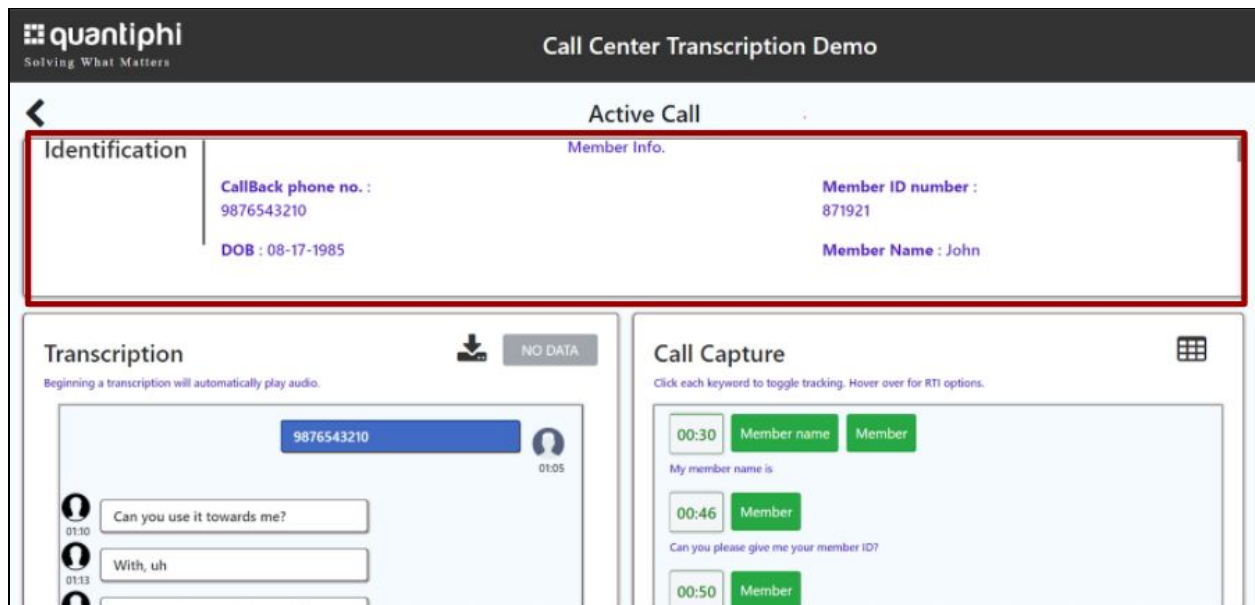 quantiphi
Solving What Matters
Call Center Transcription Demo
Active Call
Identification
Member Info.
CallBack phone no. :
9876543210
Member ID number :
871921
DOB : 08-17-1985
Member Name : John
Transcription
NO DATA
Beginning a transcription will automatically play audio.
9876543210
01:05
Can you use it towards me?
01:10
With, uh
01:13
Call Capture
Click each keyword to toggle tracking. Hover over for RTI options.
00:30 Member name Member
My member name is
00:46 Member
Can you please give me your member ID?
00:50 Member